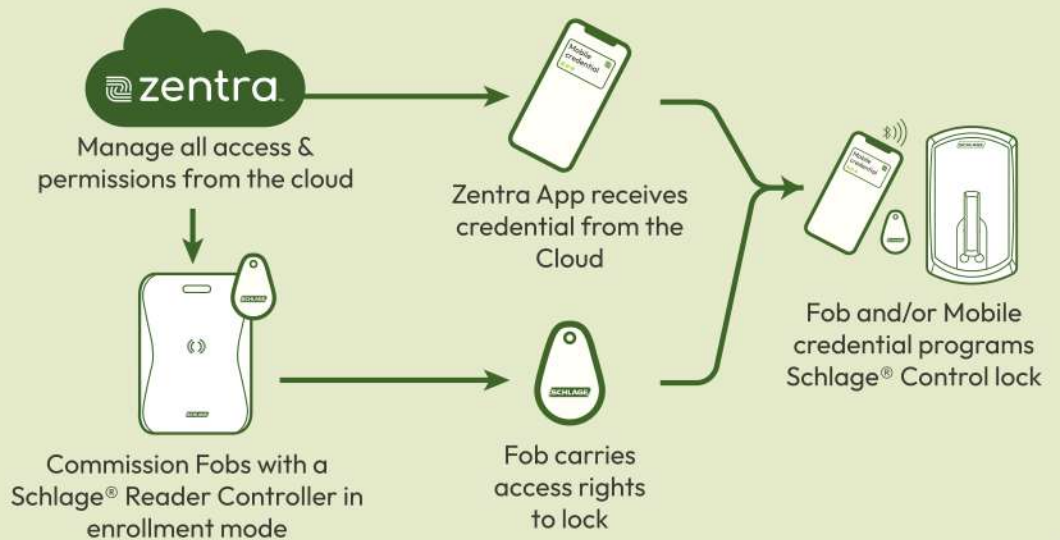 zentra
Manage all access &
permissions from the cloud
Mobile
credential
Zentra App receives
credential from the
Cloud
SCHLAGE
SCHLAGE
Commission Fobs with a
Schlage® Reader Controller in
enrollment mode
SCHLAGE
Fob carries
access rights
to lock
Mobile
credential
SCHLAGE
SCHLAGE
Fob and/or Mobile
credential programs
Schlage® Control lock